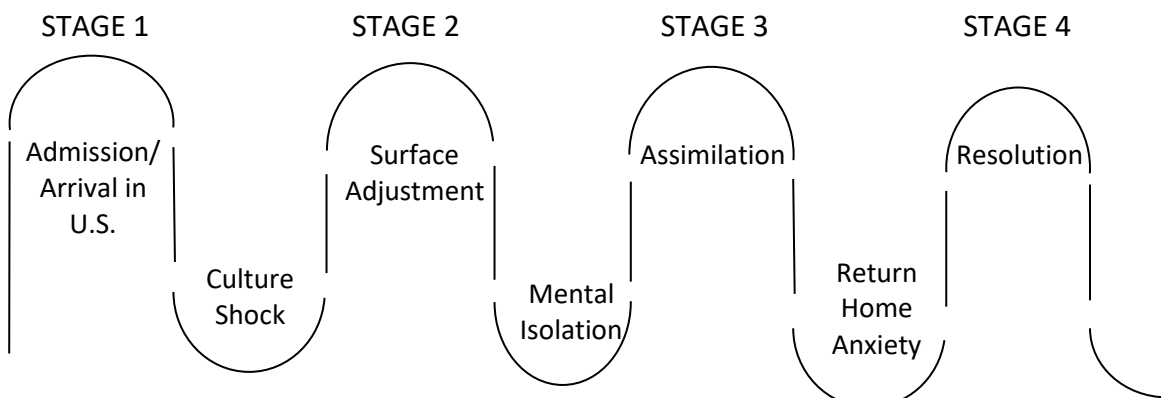 STAGE 1
STAGE 2
STAGE 3
STAGE 4
Admission/
Arrival in
U.S.
Culture
Shock
Surface
Adjustment
Mental
Isolation
Assimilation
Return
Home
Anxiety
Resolution